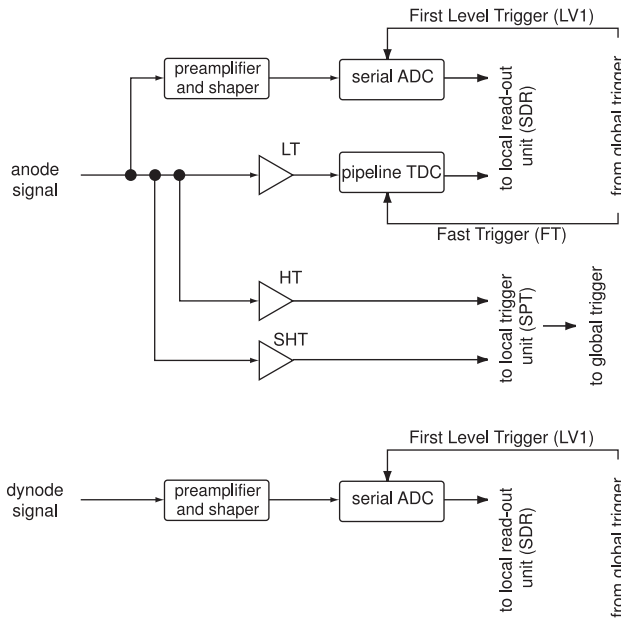 First Level Trigger (LV1)
preamplifier
and shaper
serial ADC
to local read-out
unit (SDR)
from global trigger
anode
signal
LT
pipeline TDC
Fast Trigger (FT)
HT
SHT
to local trigger
unit (SPT)
to global trigger
First Level Trigger (LV1)
dynode
signal
preamplifier
and shaper
serial ADC
to local read-out
unit (SDR)
from global trigger